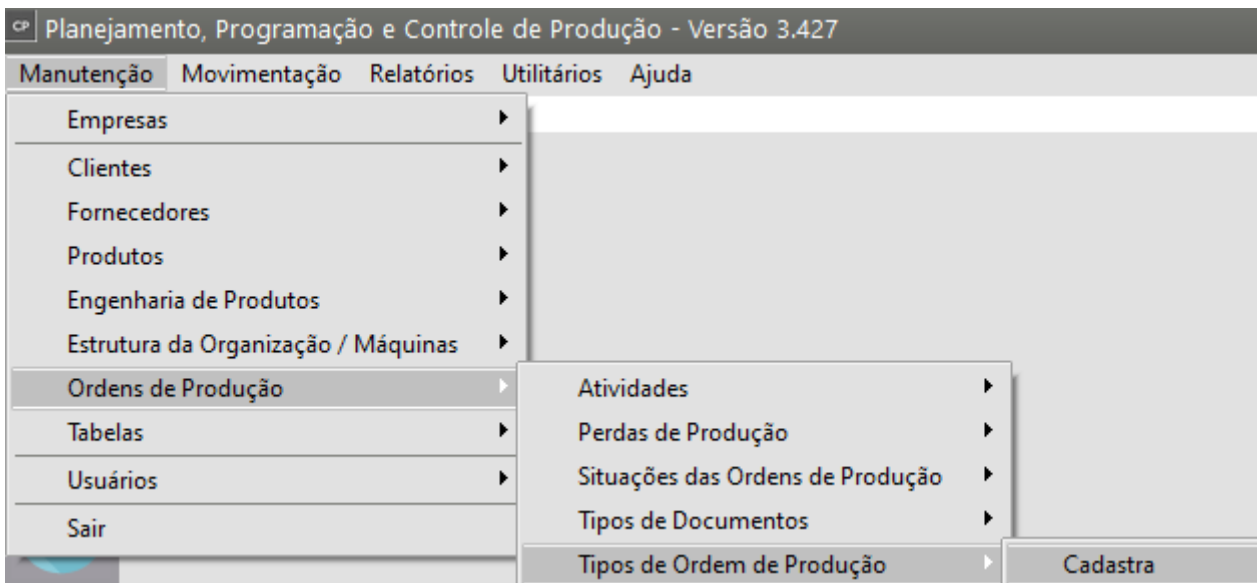 CP Planejamento, Programação e Controle de Produção - Versão 3.427
Manutenção Movimentação Relatórios Utilitários Ajuda
Empresas
Clientes
Fornecedores
Produtos
Engenharia de Produtos
Estrutura da Organização / Máquinas
Ordens de Produção
Tabelas
Usuários
Sair
Atividades
Perdas de Produção
Situações das Ordens de Produção
Tipos de Documentos
Tipos de Ordem de Produção
Cadastra